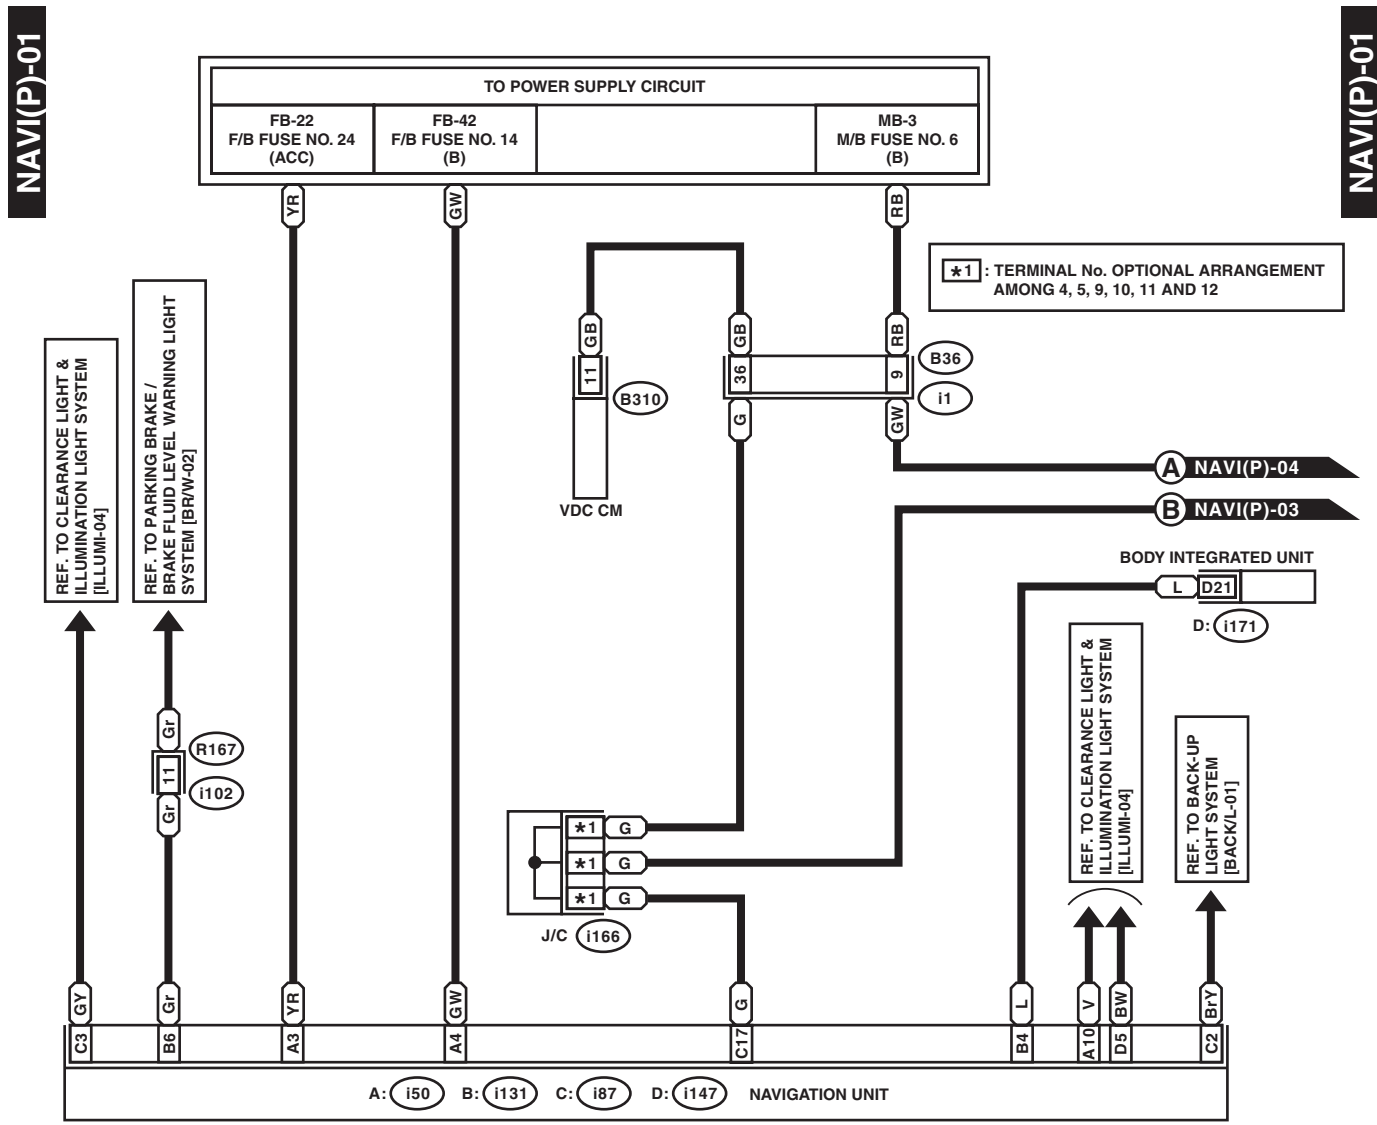 NAVI(P)-01
NAVI(P)-01
TO POWER SUPPLY CIRCUIT
FB-22
F/B FUSE NO. 24
(ACC)
FB-42
F/B FUSE NO. 14
(B)
MB-3
M/B FUSE NO. 6
(B)
YR
GW
RB
*1 : TERMINAL No. OPTIONAL ARRANGEMENT
AMONG 4, 5, 9, 10, 11 AND 12
GB
GB
RB
11
36
9
B36
B310
i1
G
GW
VDC CM
A NAVI(P)-04
B NAVI(P)-03
REF. TO CLEARANCE LIGHT &
ILLUMINATION LIGHT SYSTEM
[ILLUMI-04]
REF. TO PARKING BRAKE /
BRAKE FLUID LEVEL WARNING LIGHT
SYSTEM [BR/W-02]
BODY INTEGRATED UNIT
L D21
D: i171
REF. TO CLEARANCE LIGHT &
ILLUMINATION LIGHT SYSTEM
[ILLUMI-04]
REF. TO BACK-UP
LIGHT SYSTEM
[BACK/L-01]
Gr
R167
11
i102
Gr
*1 G
*1 G
*1 G
J/C i166
GY
Gr
YR
GW
G
L
V
BW
BrY
C3
B6
A3
A4
C17
B4
A10
D5
C2
A: i50 B: i131 C: i87 D: i147 NAVIGATION UNIT